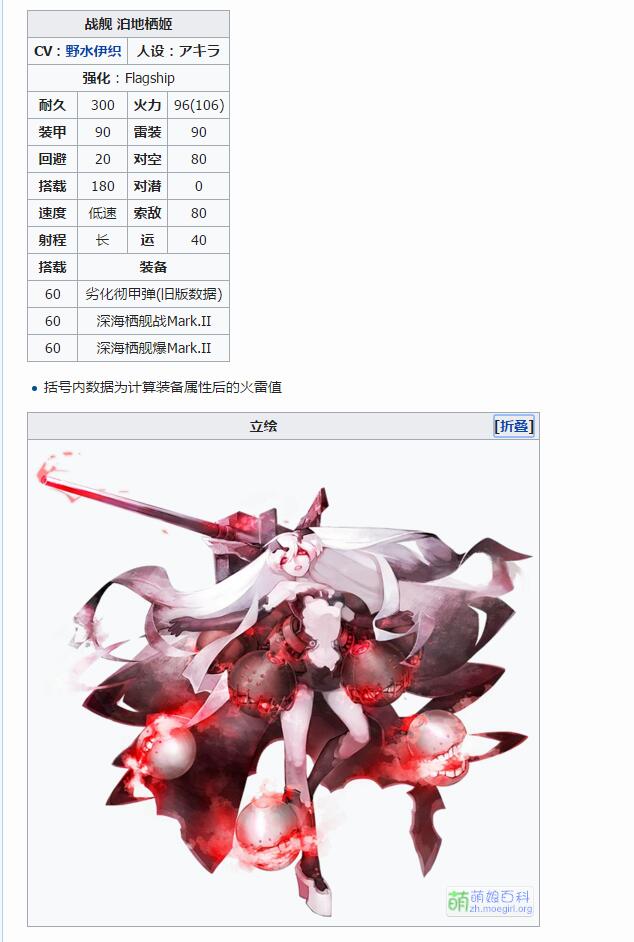 战舰 泊地栖姬
CV：野水伊织 人设：アキラ
强化：Flagship
耐久 300 火力 96(106)
装甲 90 雷装 90
回避 20 对空 80
搭载 180 对潜 0
速度 低速 索敌 80
射程 长 运 40
搭载 装备
60 劣化彻甲弹(旧版数据)
60 深海栖舰战Mark.II
60 深海栖舰爆Mark.II
括号内数据为计算装备属性后的火雷值
立绘 [折叠]
萌 萌娘百科
zh.moegirl.org